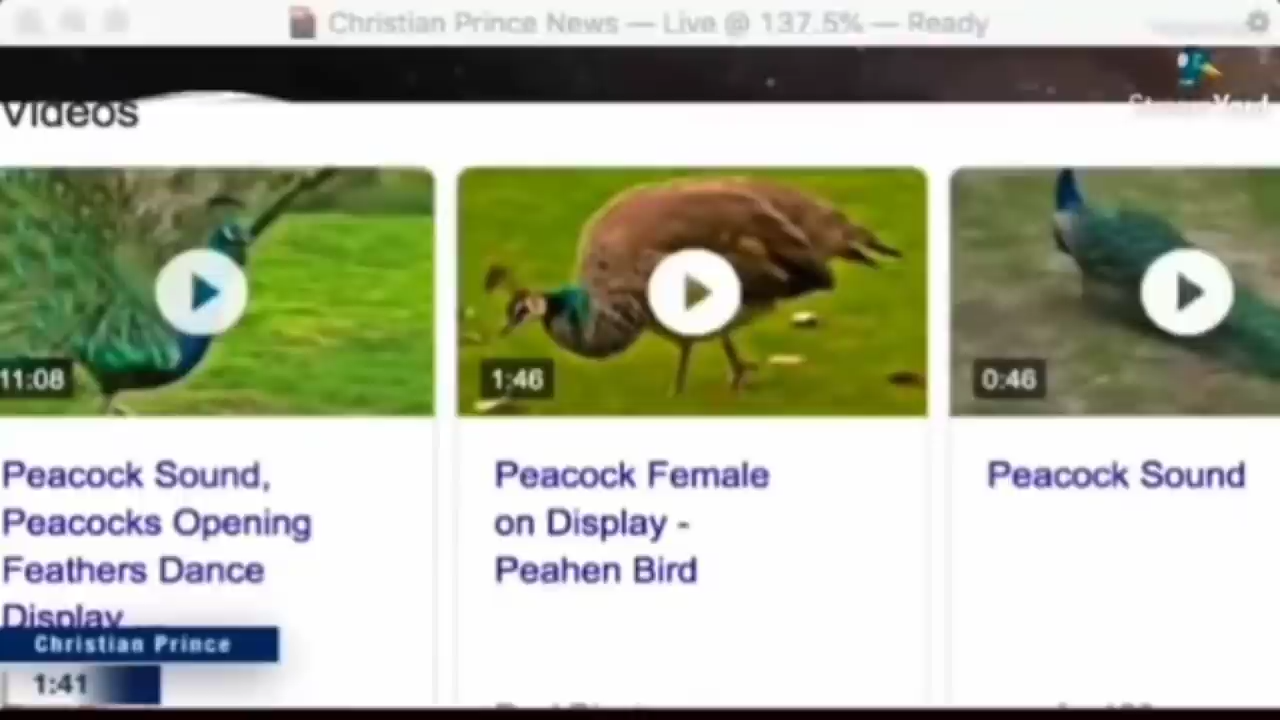 Christian Prince News — Live @ 137.5% — Ready
StreamYard
Videos
11:08
1:46
0:46
Peacock Sound,
Peacocks Opening
Feathers Dance
Display
Peacock Female
on Display -
Peahen Bird
Peacock Sound
Christian Prince
1:41